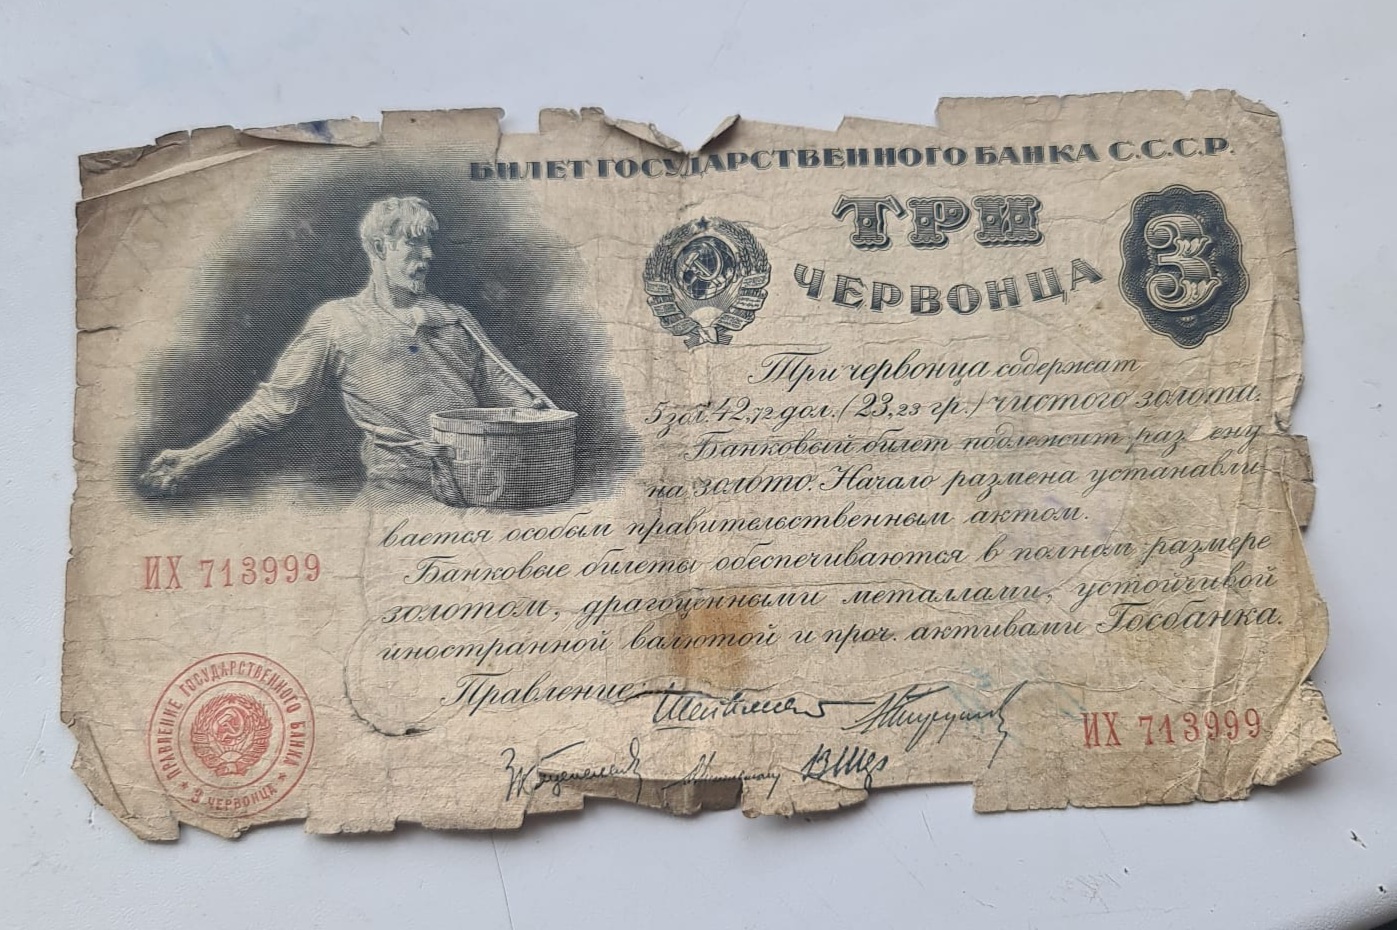 БИЛЕТ ГОСУДАРСТВЕННОГО БАНКА С.С.С.Р.
ТРИ
ЧЕРВОНЦА
3
Три червонца содержат
5 зол. 42,72 дол. (23,23 гр.) чистого золота.
Банковый билет подлежит раз ену
на золото. Начало размена устанавли-
вается особым правительственным актом.
Банковые билеты обеспечиваются в полном размере
золотом, драгоценными металлами, устойчивой
иностранной валютой и проч. активами Госбанка.
Правление:
ИХ 713999
ИХ 713999
ПРАВЛЕНИЕ ГОСУДАРСТВЕННОГО БАНКА
* 3 ЧЕРВОНЦА *